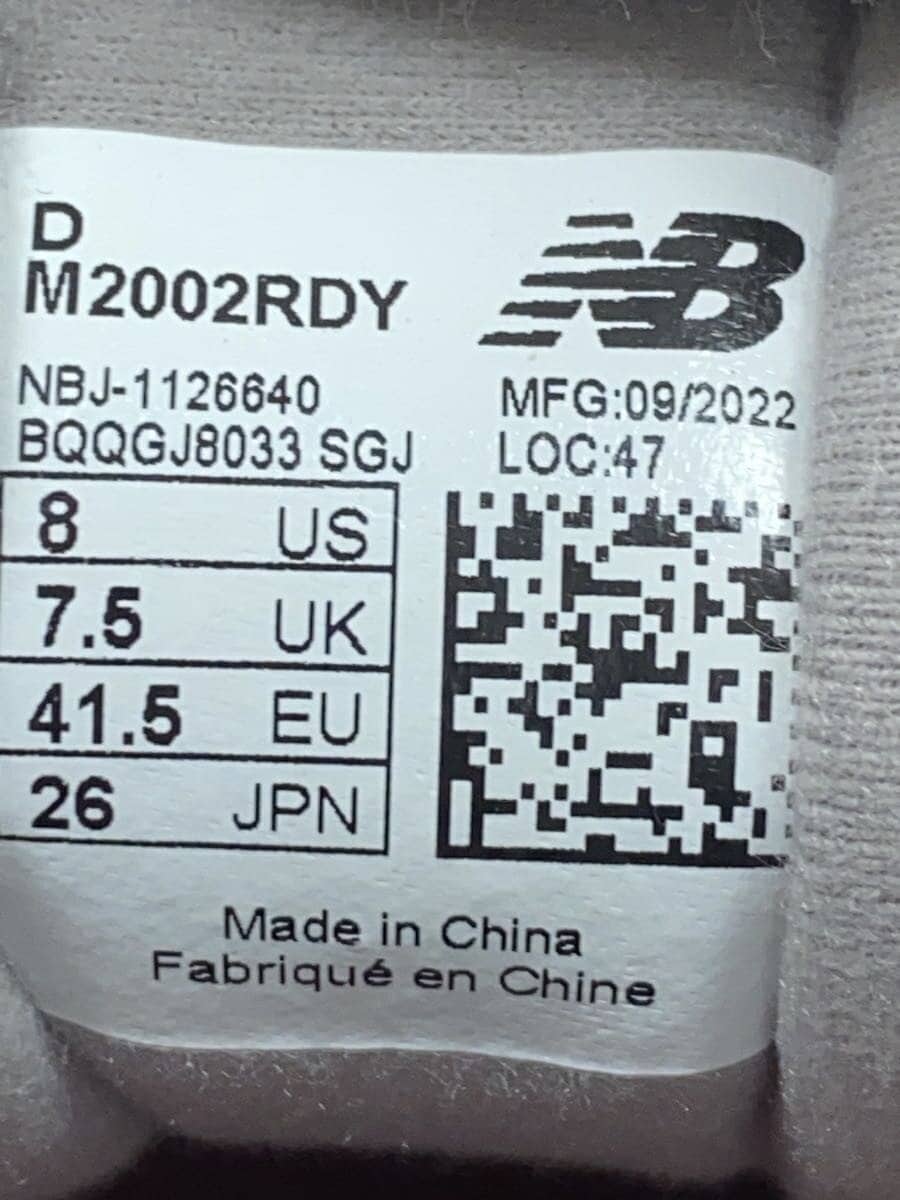 D
M2002RDY
NB
NBJ-1126640
MFG:09/2022
BQQGJ8033 SGJ
LOC:47
8 US
7.5 UK
41.5 EU
26 JPN
Made in China
Fabriqué en Chine